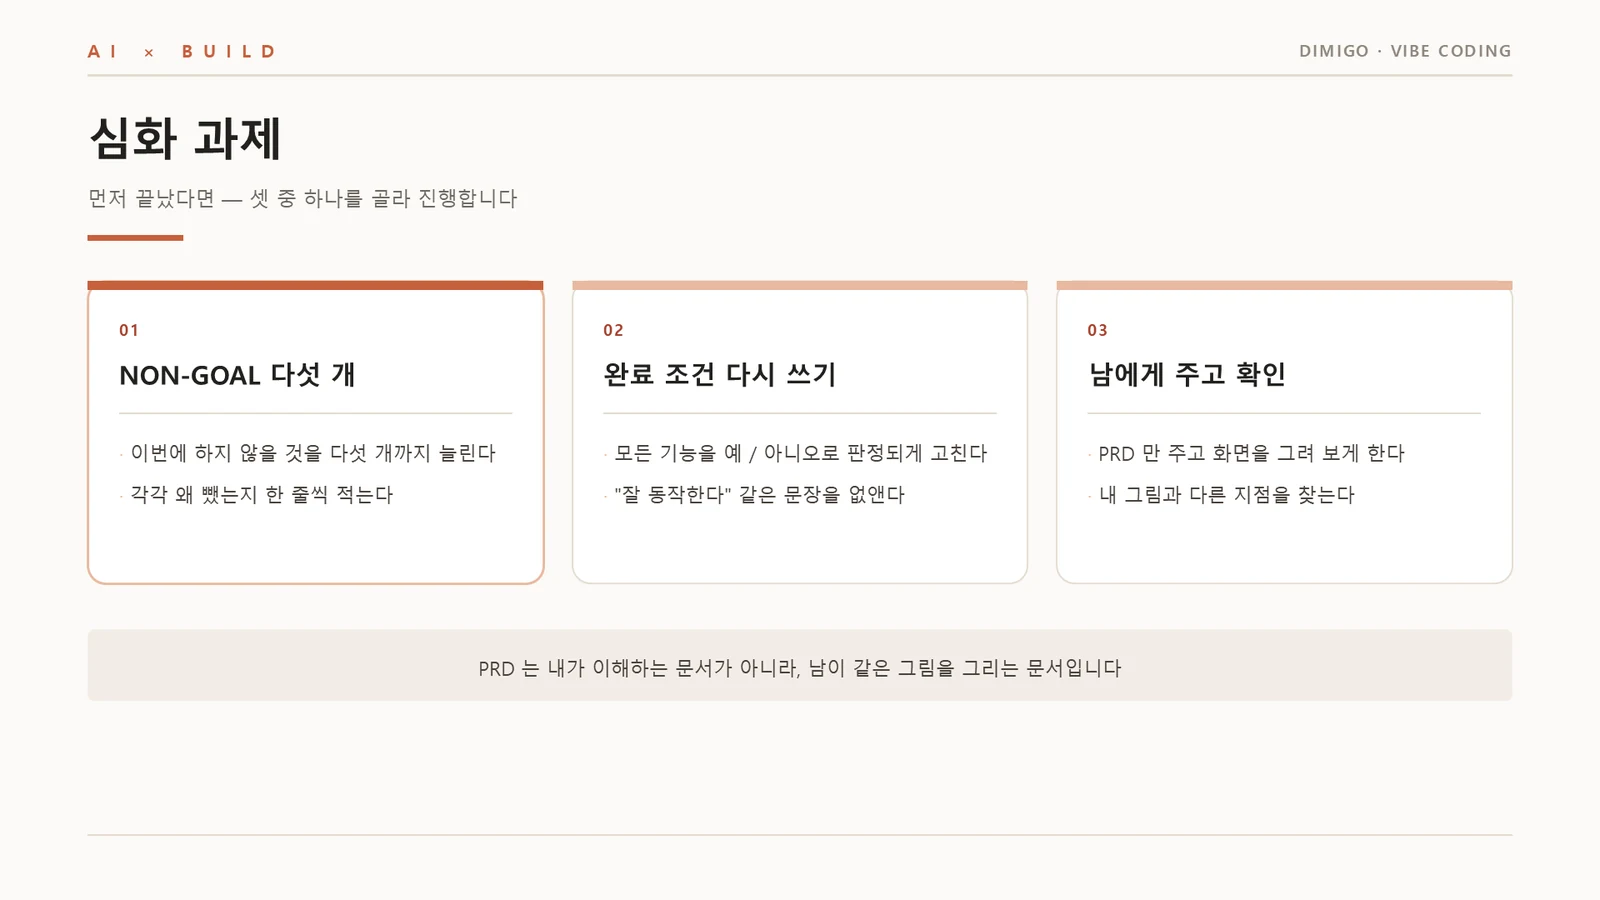 AI × BUILD
DIMIGO · VIBE CODING
심화 과제
먼저 끝났다면 — 셋 중 하나를 골라 진행합니다
01
NON-GOAL 다섯 개
· 이번에 하지 않을 것을 다섯 개까지 늘린다
· 각각 왜 뺐는지 한 줄씩 적는다
02
완료 조건 다시 쓰기
· 모든 기능을 예 / 아니오로 판정되게 고친다
· "잘 동작한다" 같은 문장을 없앤다
03
남에게 주고 확인
· PRD 만 주고 화면을 그려 보게 한다
· 내 그림과 다른 지점을 찾는다
PRD 는 내가 이해하는 문서가 아니라, 남이 같은 그림을 그리는 문서입니다